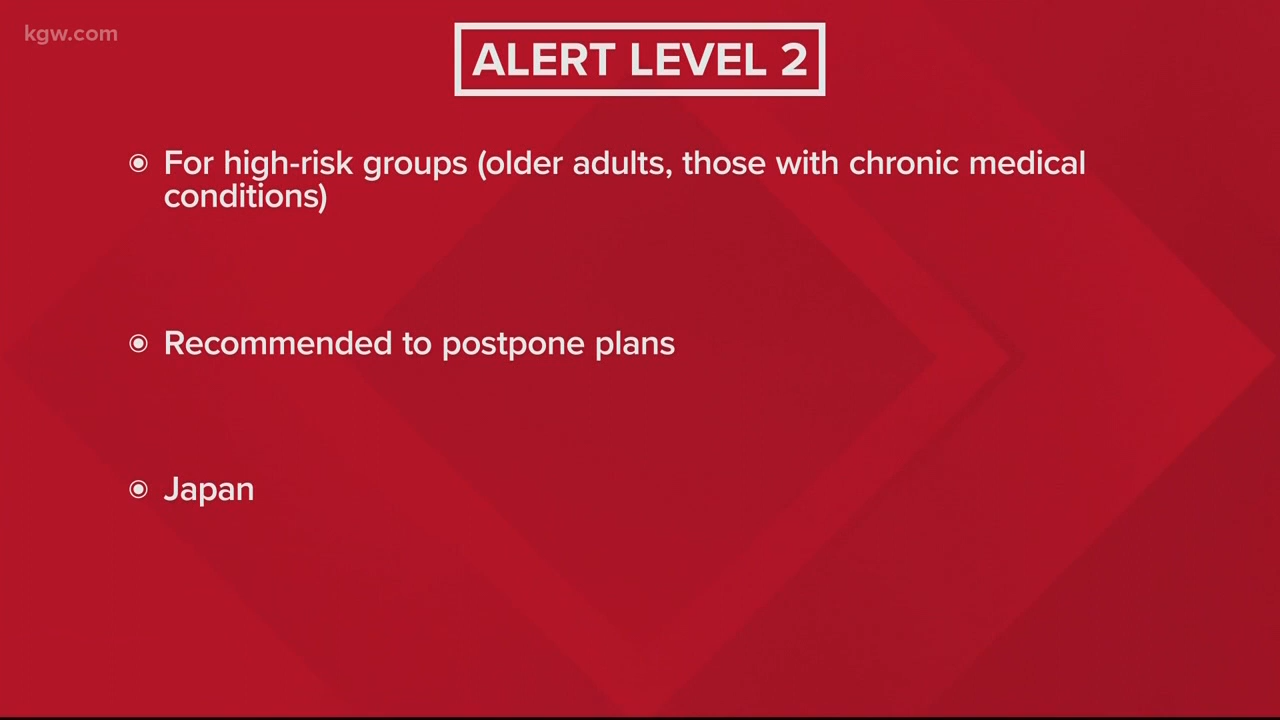 kgw.com
ALERT LEVEL 2
For high-risk groups (older adults, those with chronic medical
conditions)
Recommended to postpone plans
Japan